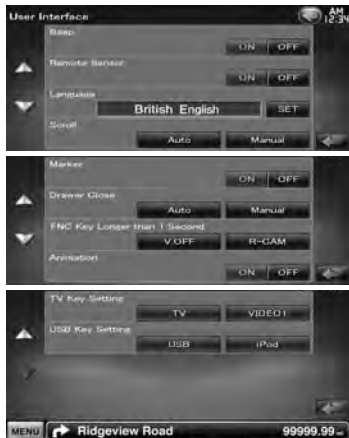 User Interface
AM
12:34
Beep
ON OFF
Remote Sensor
ON OFF
Language
British English SET
Scroll
Auto Manual
Marker
ON OFF
Drawer Close
Auto Manual
FNC Key Longer than 1 Second
V.OFF R-CAM
Animation
ON OFF
TV Key Setting
TV VIDEO1
USB Key Setting
USB iPod
MENU Ridgeview Road 99999.99